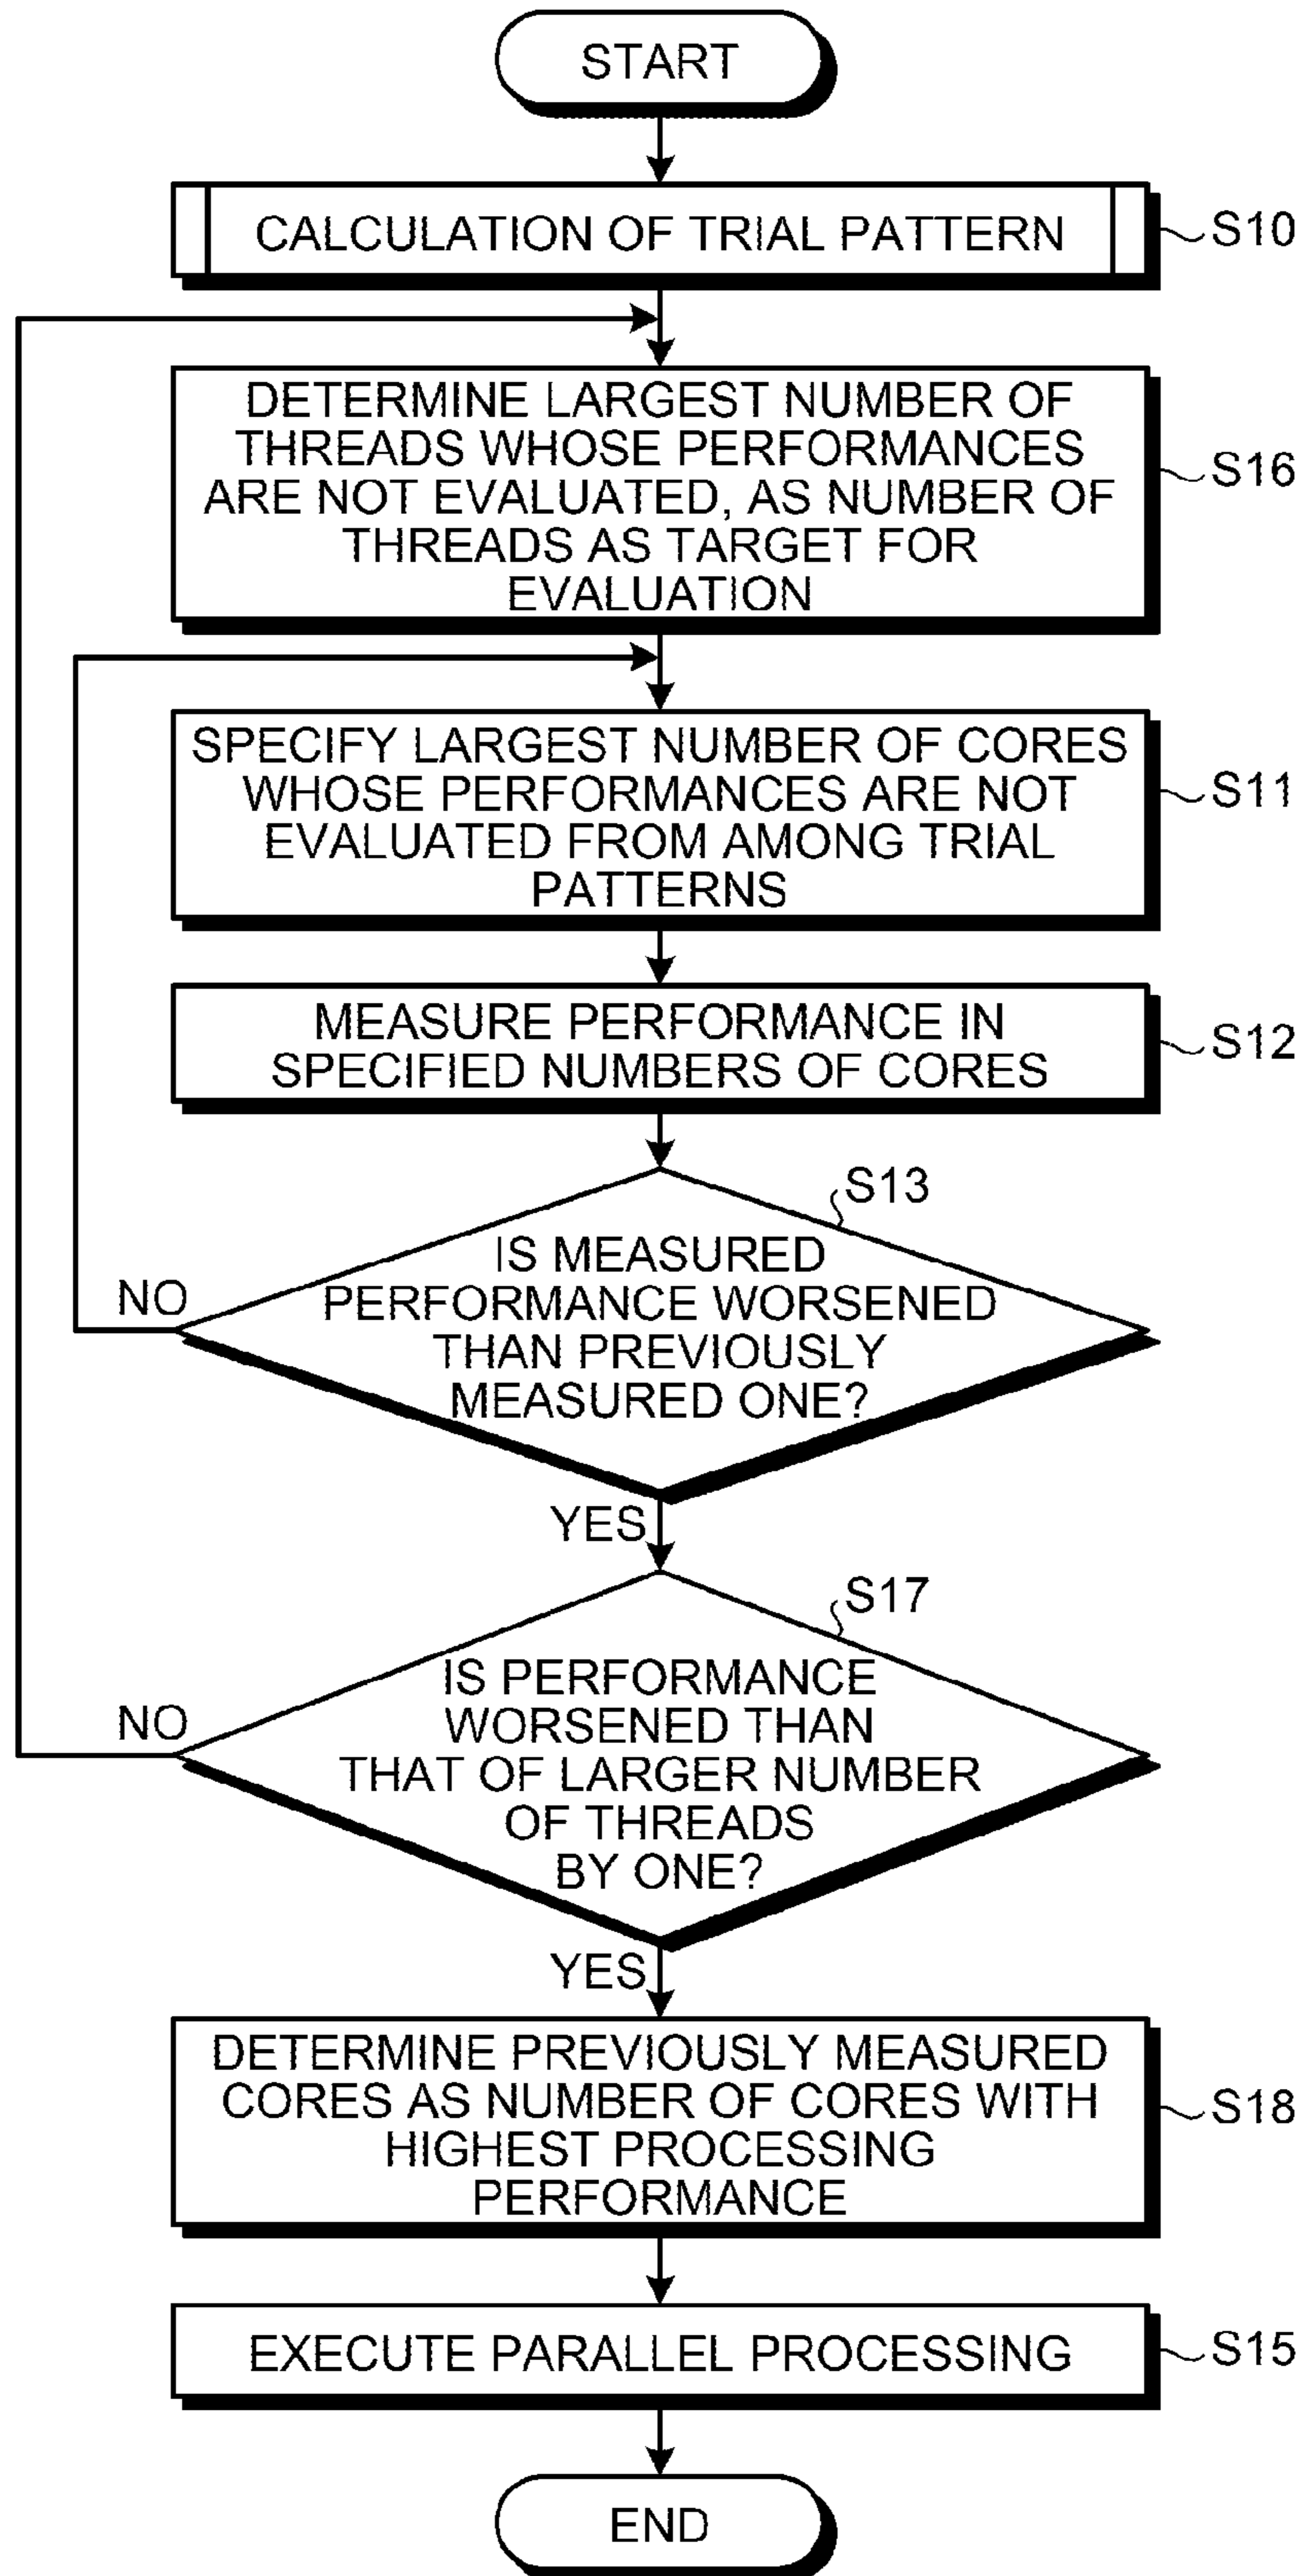 START
CALCULATION OF TRIAL PATTERN
S10
DETERMINE LARGEST NUMBER OF
THREADS WHOSE PERFORMANCES
ARE NOT EVALUATED, AS NUMBER OF
THREADS AS TARGET FOR
EVALUATION
S16
SPECIFY LARGEST NUMBER OF CORES
WHOSE PERFORMANCES ARE NOT
EVALUATED FROM AMONG TRIAL
PATTERNS
S11
MEASURE PERFORMANCE IN
SPECIFIED NUMBERS OF CORES
S12
S13
IS MEASURED
PERFORMANCE WORSENED
THAN PREVIOUSLY
MEASURED ONE?
NO
YES
S17
IS PERFORMANCE
WORSENED THAN
THAT OF LARGER NUMBER
OF THREADS
BY ONE?
NO
YES
DETERMINE PREVIOUSLY MEASURED
CORES AS NUMBER OF CORES WITH
HIGHEST PROCESSING
PERFORMANCE
S18
EXECUTE PARALLEL PROCESSING
S15
END